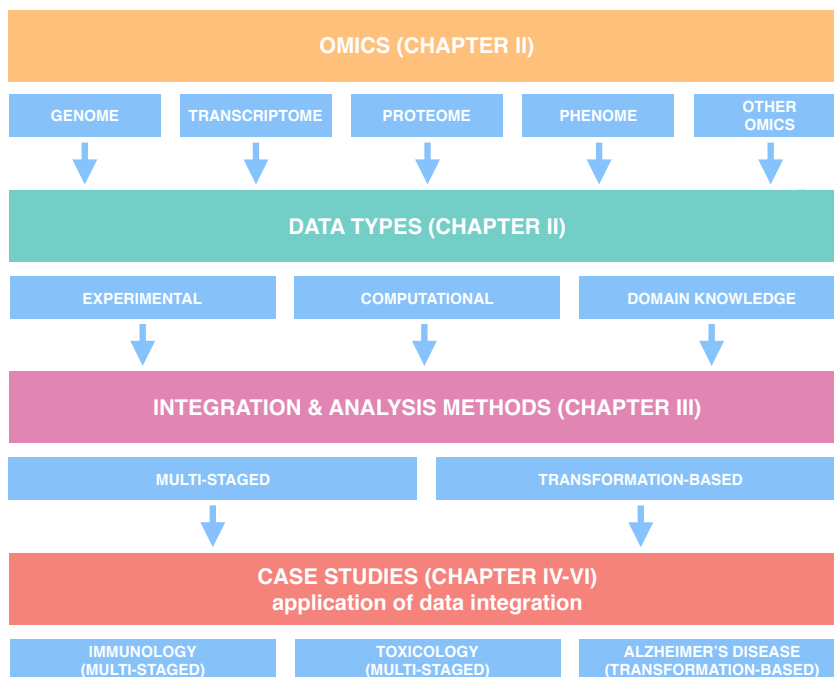 OMICS (CHAPTER II)
GENOME
TRANSCRIPTOME
PROTEOME
PHENOME
OTHER
OMICS
DATA TYPES (CHAPTER II)
EXPERIMENTAL
COMPUTATIONAL
DOMAIN KNOWLEDGE
INTEGRATION & ANALYSIS METHODS (CHAPTER III)
MULTI-STAGED
TRANSFORMATION-BASED
CASE STUDIES (CHAPTER IV-VI)
application of data integration
IMMUNOLOGY
(MULTI-STAGED)
TOXICOLOGY
(MULTI-STAGED)
ALZHEIMER'S DISEASE
(TRANSFORMATION-BASED)